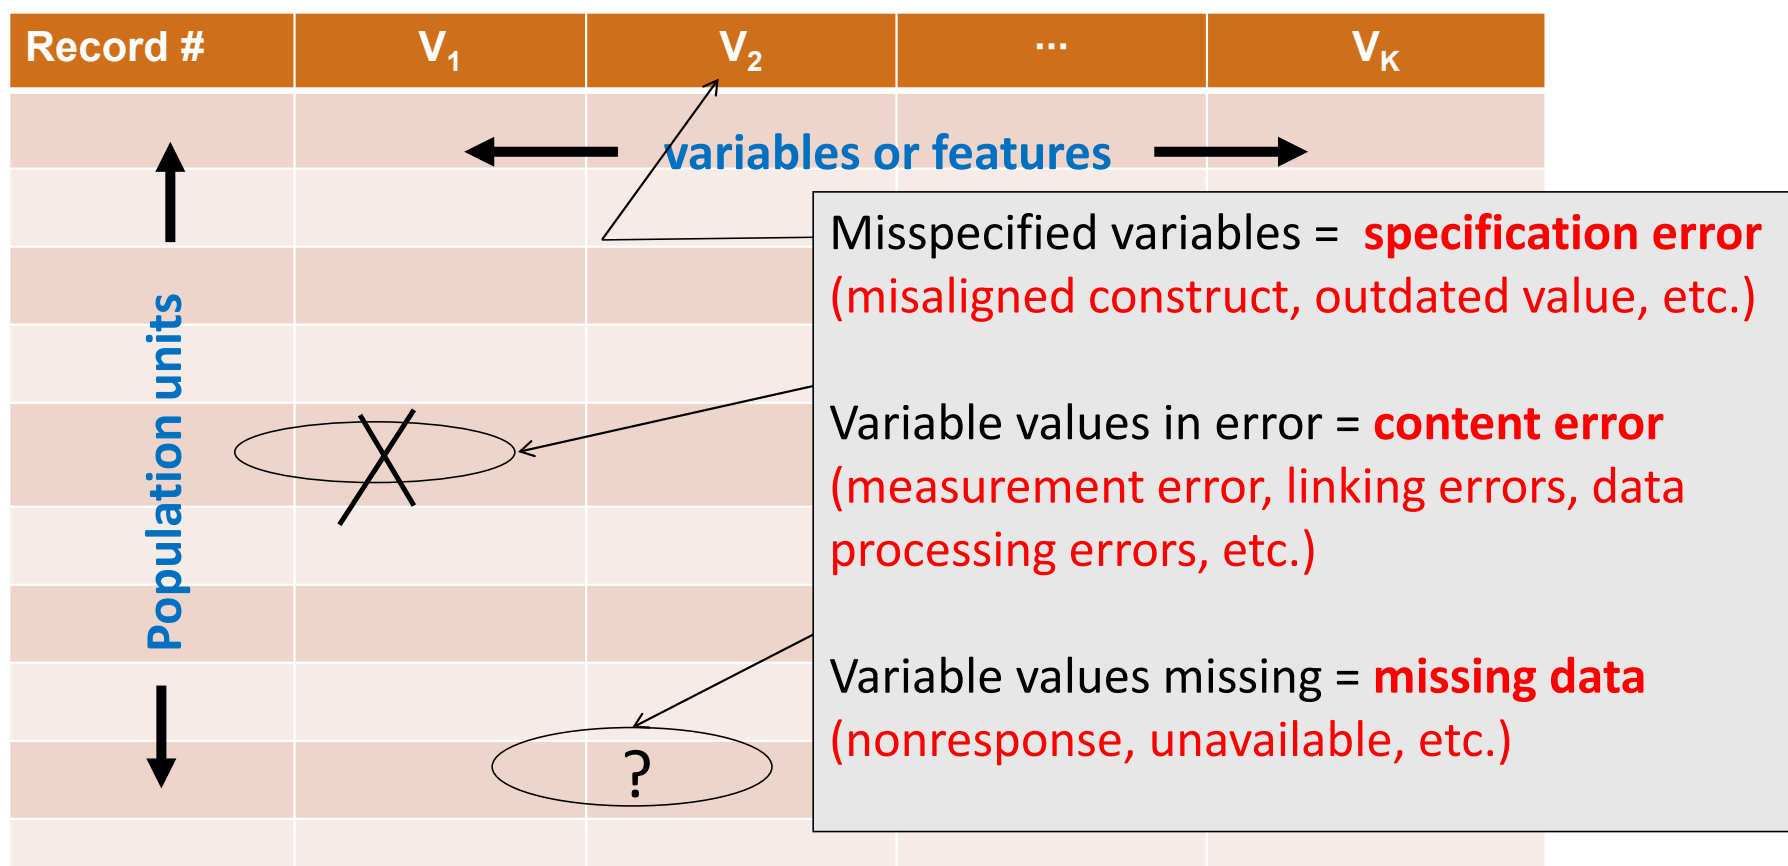 Record # V1 V2 ... VK
variables or features
Population units
Misspecified variables = specification error
(misaligned construct, outdated value, etc.)
Variable values in error = content error
(measurement error, linking errors, data
processing errors, etc.)
Variable values missing = missing data
(nonresponse, unavailable, etc.)
X
?